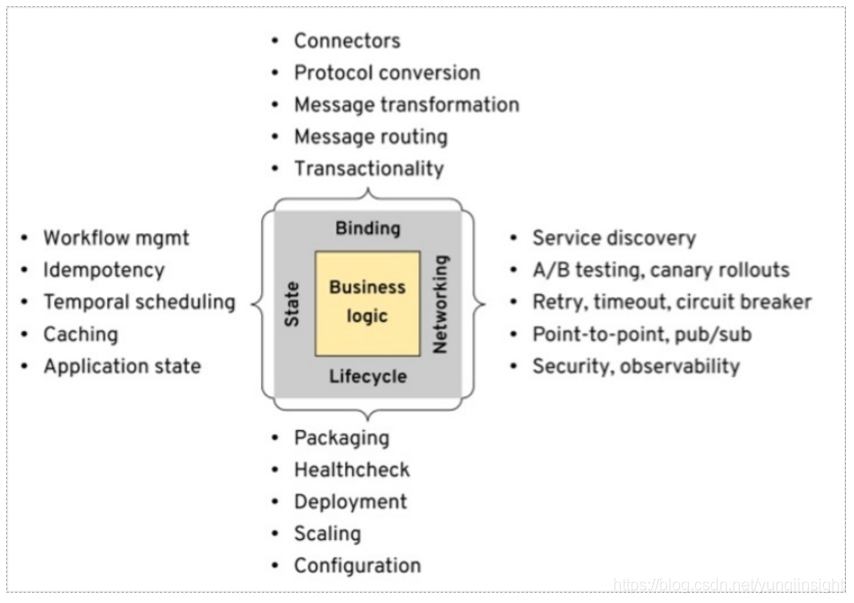 • Connectors
• Protocol conversion
• Message transformation
• Message routing
• Transactionality
• Workflow mgmt
• Idempotency
• Temporal scheduling
• Caching
• Application state
Binding
State
Business
logic
Networking
Lifecycle
• Service discovery
• A/B testing, canary rollouts
• Retry, timeout, circuit breaker
• Point-to-point, pub/sub
• Security, observability
• Packaging
• Healthcheck
• Deployment
• Scaling
• Configuration
https://blog.csdn.net/yunqiinsight